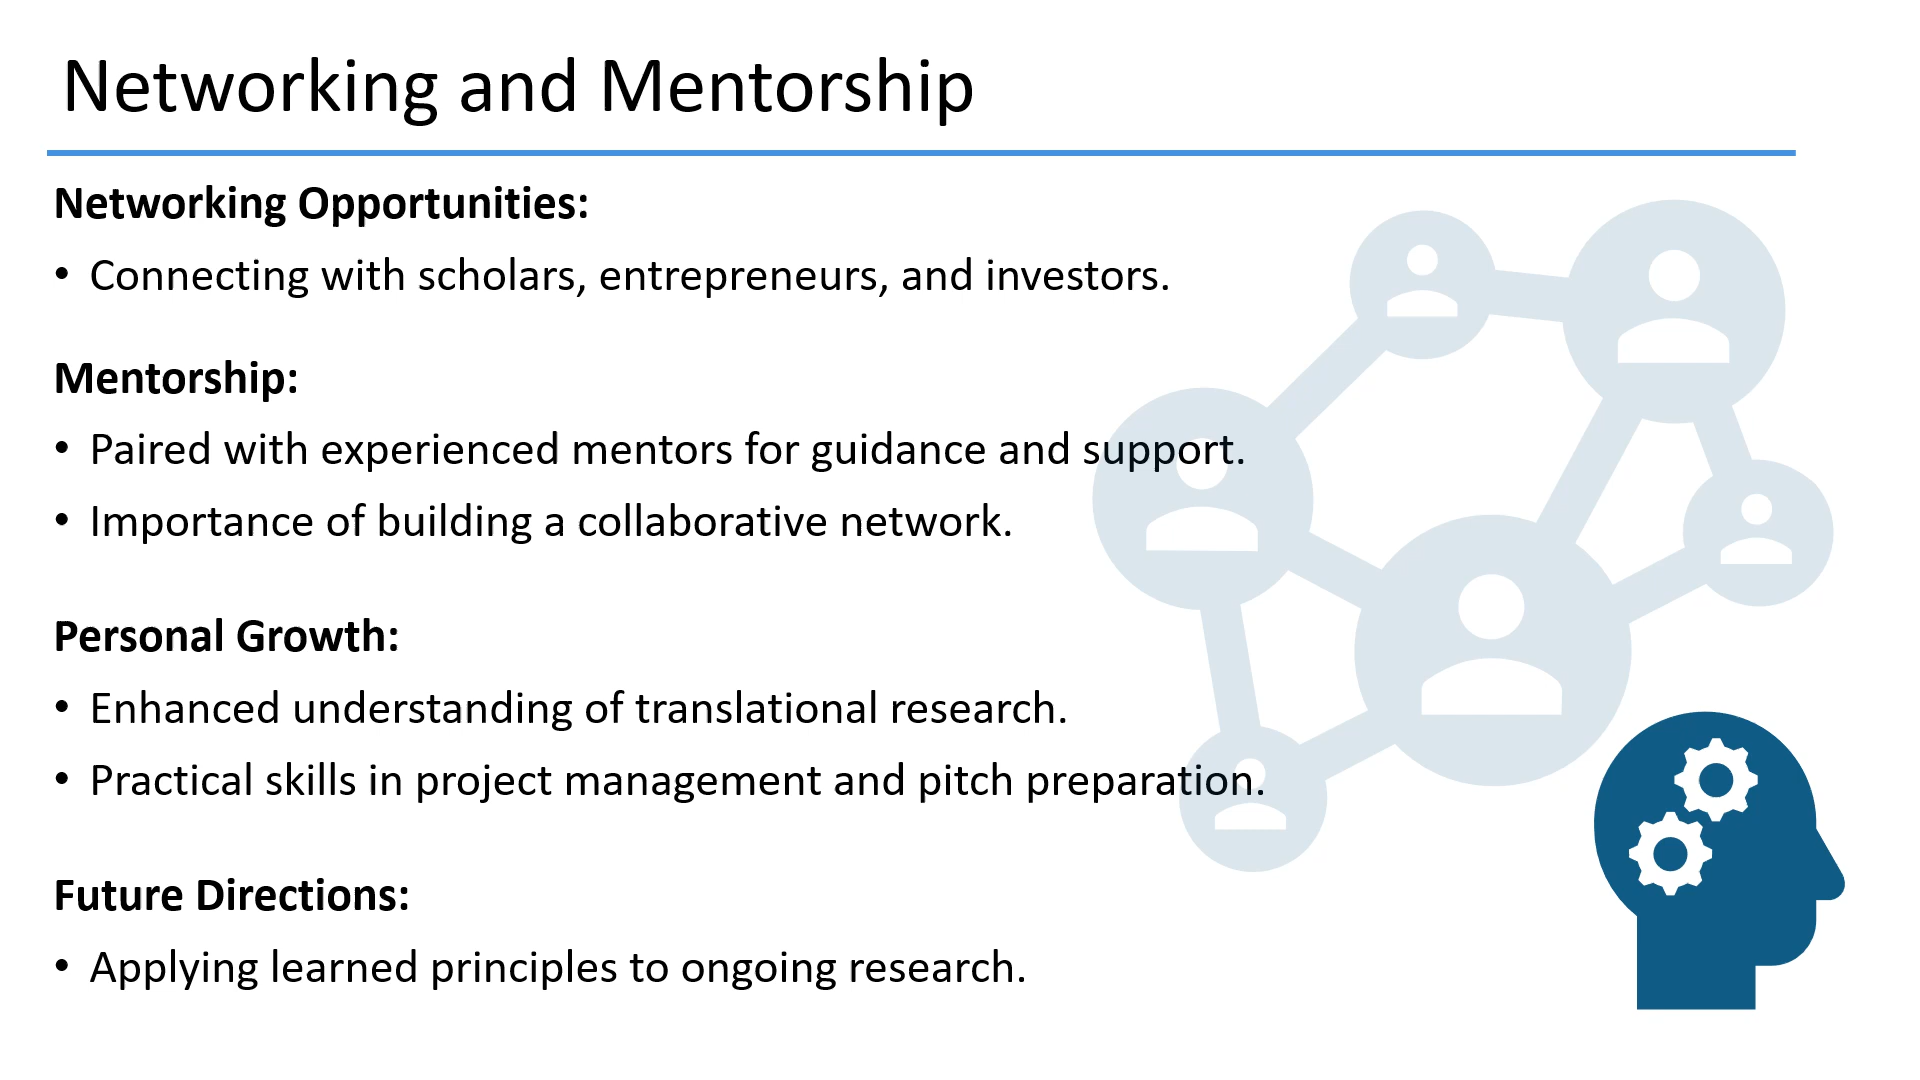 Networking and Mentorship
Networking Opportunities:
• Connecting with scholars, entrepreneurs, and investors.
Mentorship:
• Paired with experienced mentors for guidance and support.
• Importance of building a collaborative network.
Personal Growth:
• Enhanced understanding of translational research.
• Practical skills in project management and pitch preparation.
Future Directions:
• Applying learned principles to ongoing research.